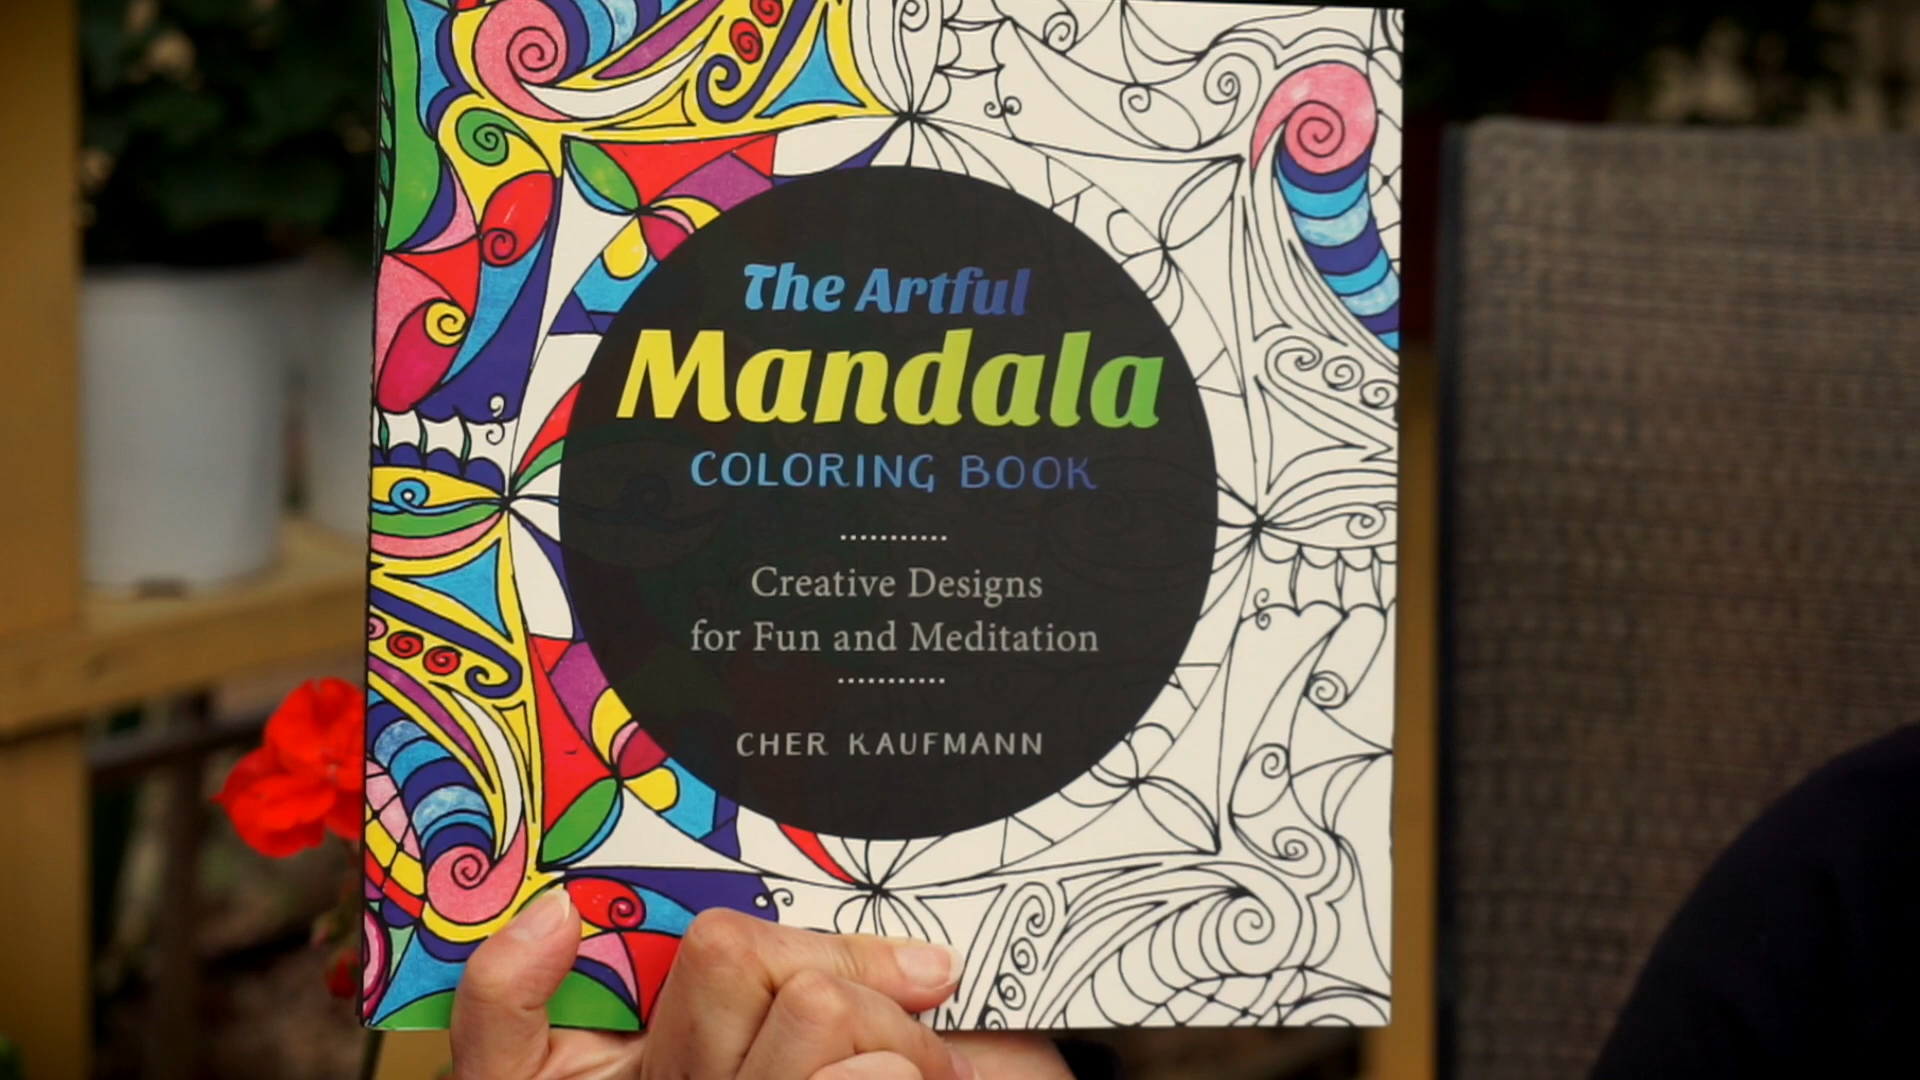 The Artful
Mandala
COLORING BOOK
Creative Designs
for Fun and Meditation
CHER KAUFMANN